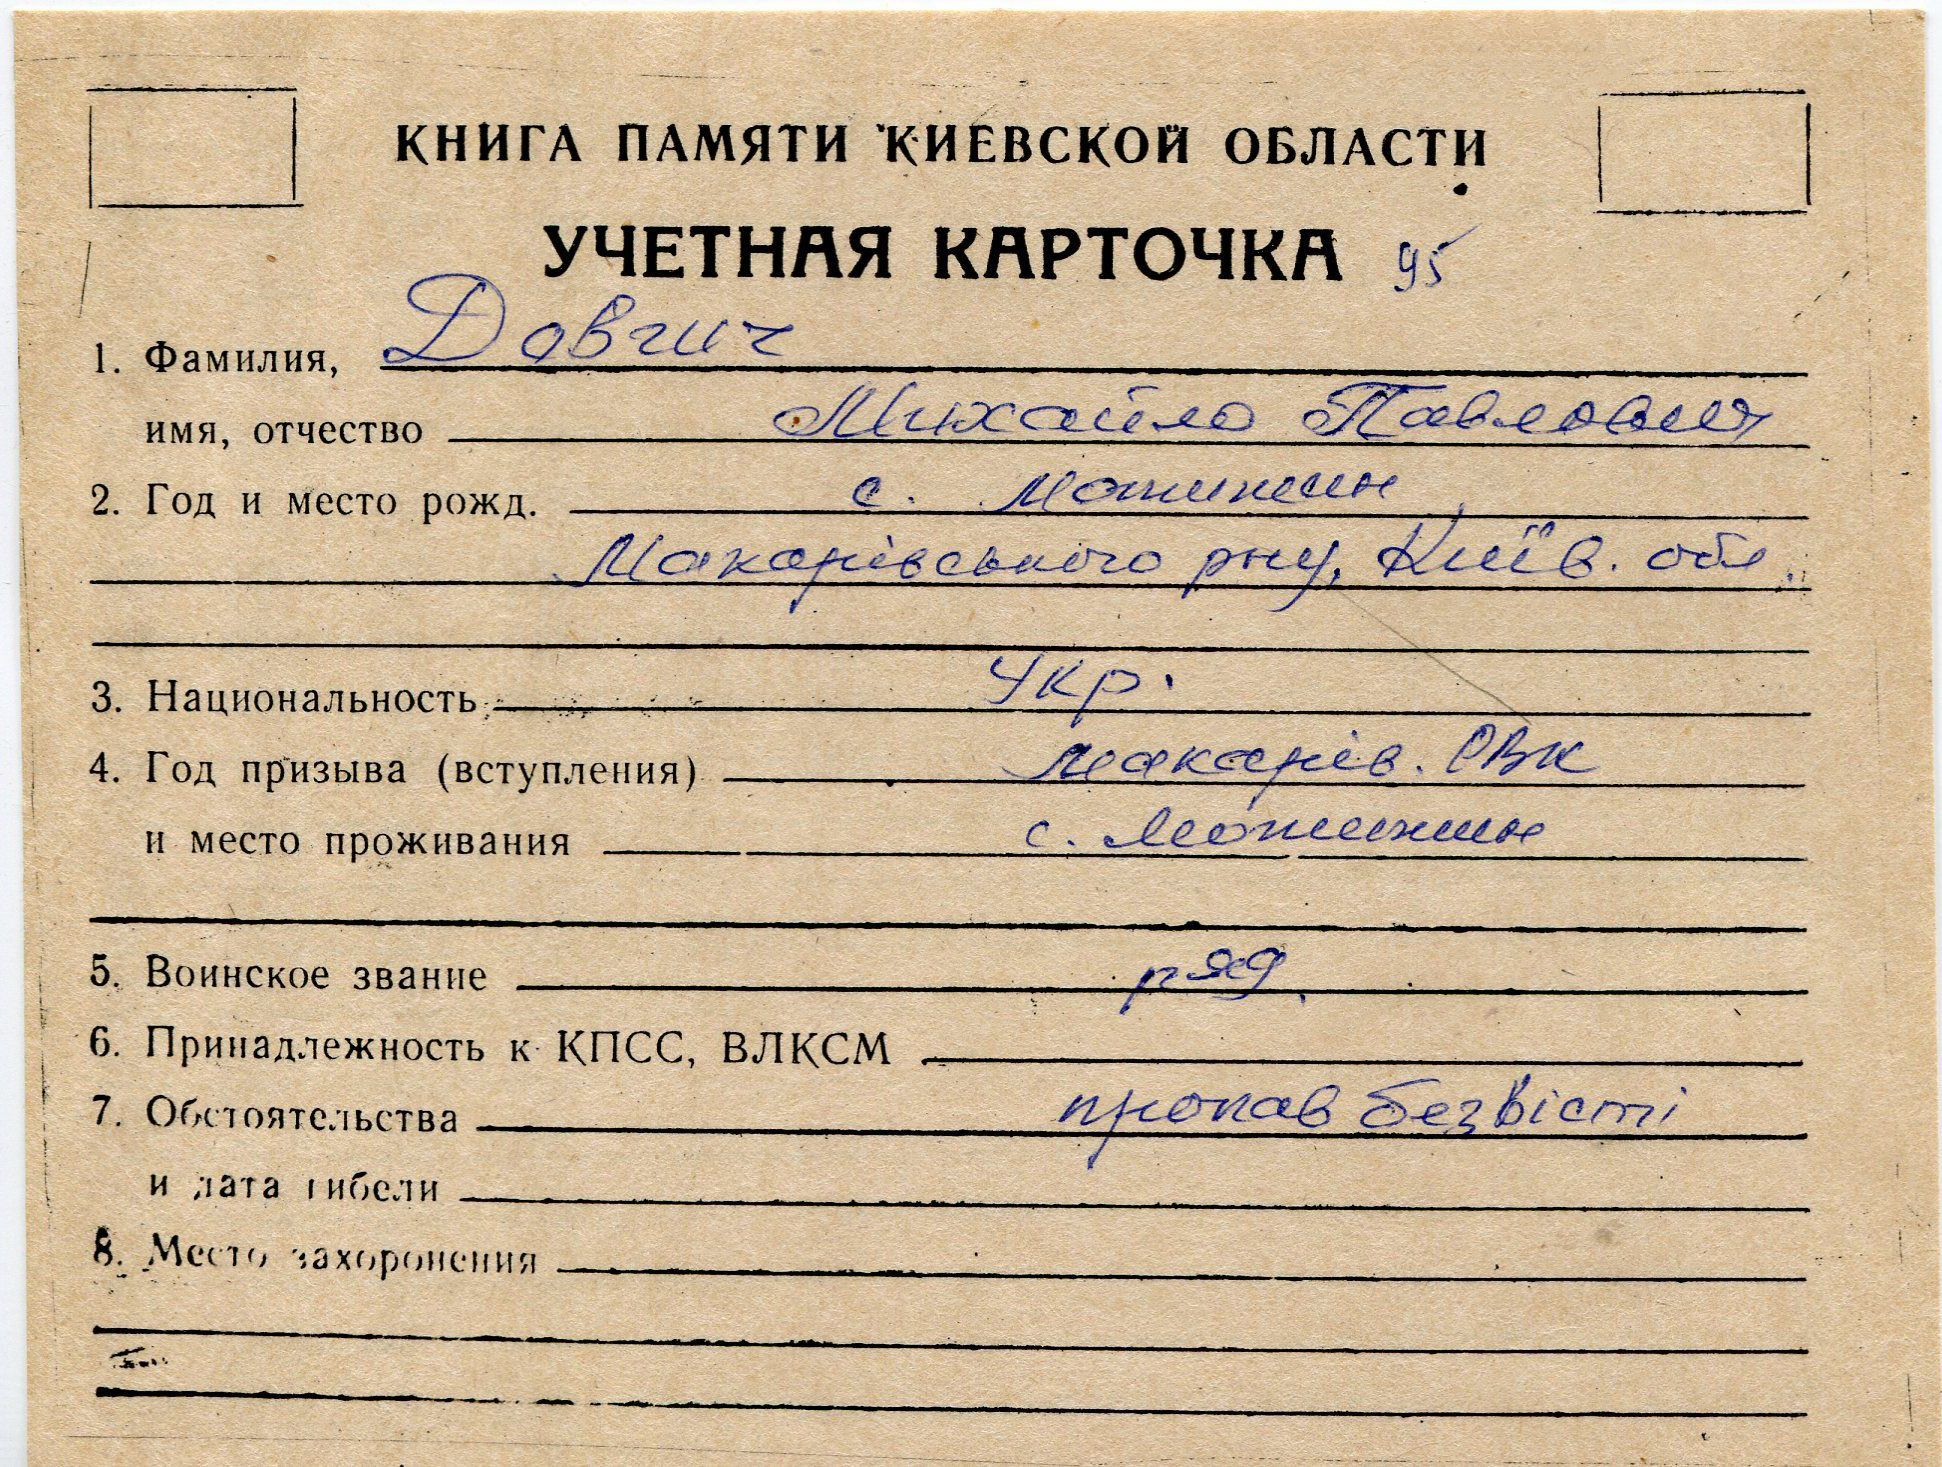 КНИГА ПАМЯТИ КИЕВСКОЙ ОБЛАСТИ
УЧЕТНАЯ КАРТОЧКА 95
1. Фамилия, Довгич
имя, отчество Михайло Павлович
2. Год и место рожд. с. Мотижин
Макарівського р-ну, Київ. обл.
3. Национальность Укр.
4. Год призыва (вступления) Макарів. РВК
и место проживания с. Мотижин
5. Воинское звание ряд.
6. Принадлежность к КПСС, ВЛКСМ
7. Обстоятельства пропав безвісті
и дата гибели
8. Место захоронения